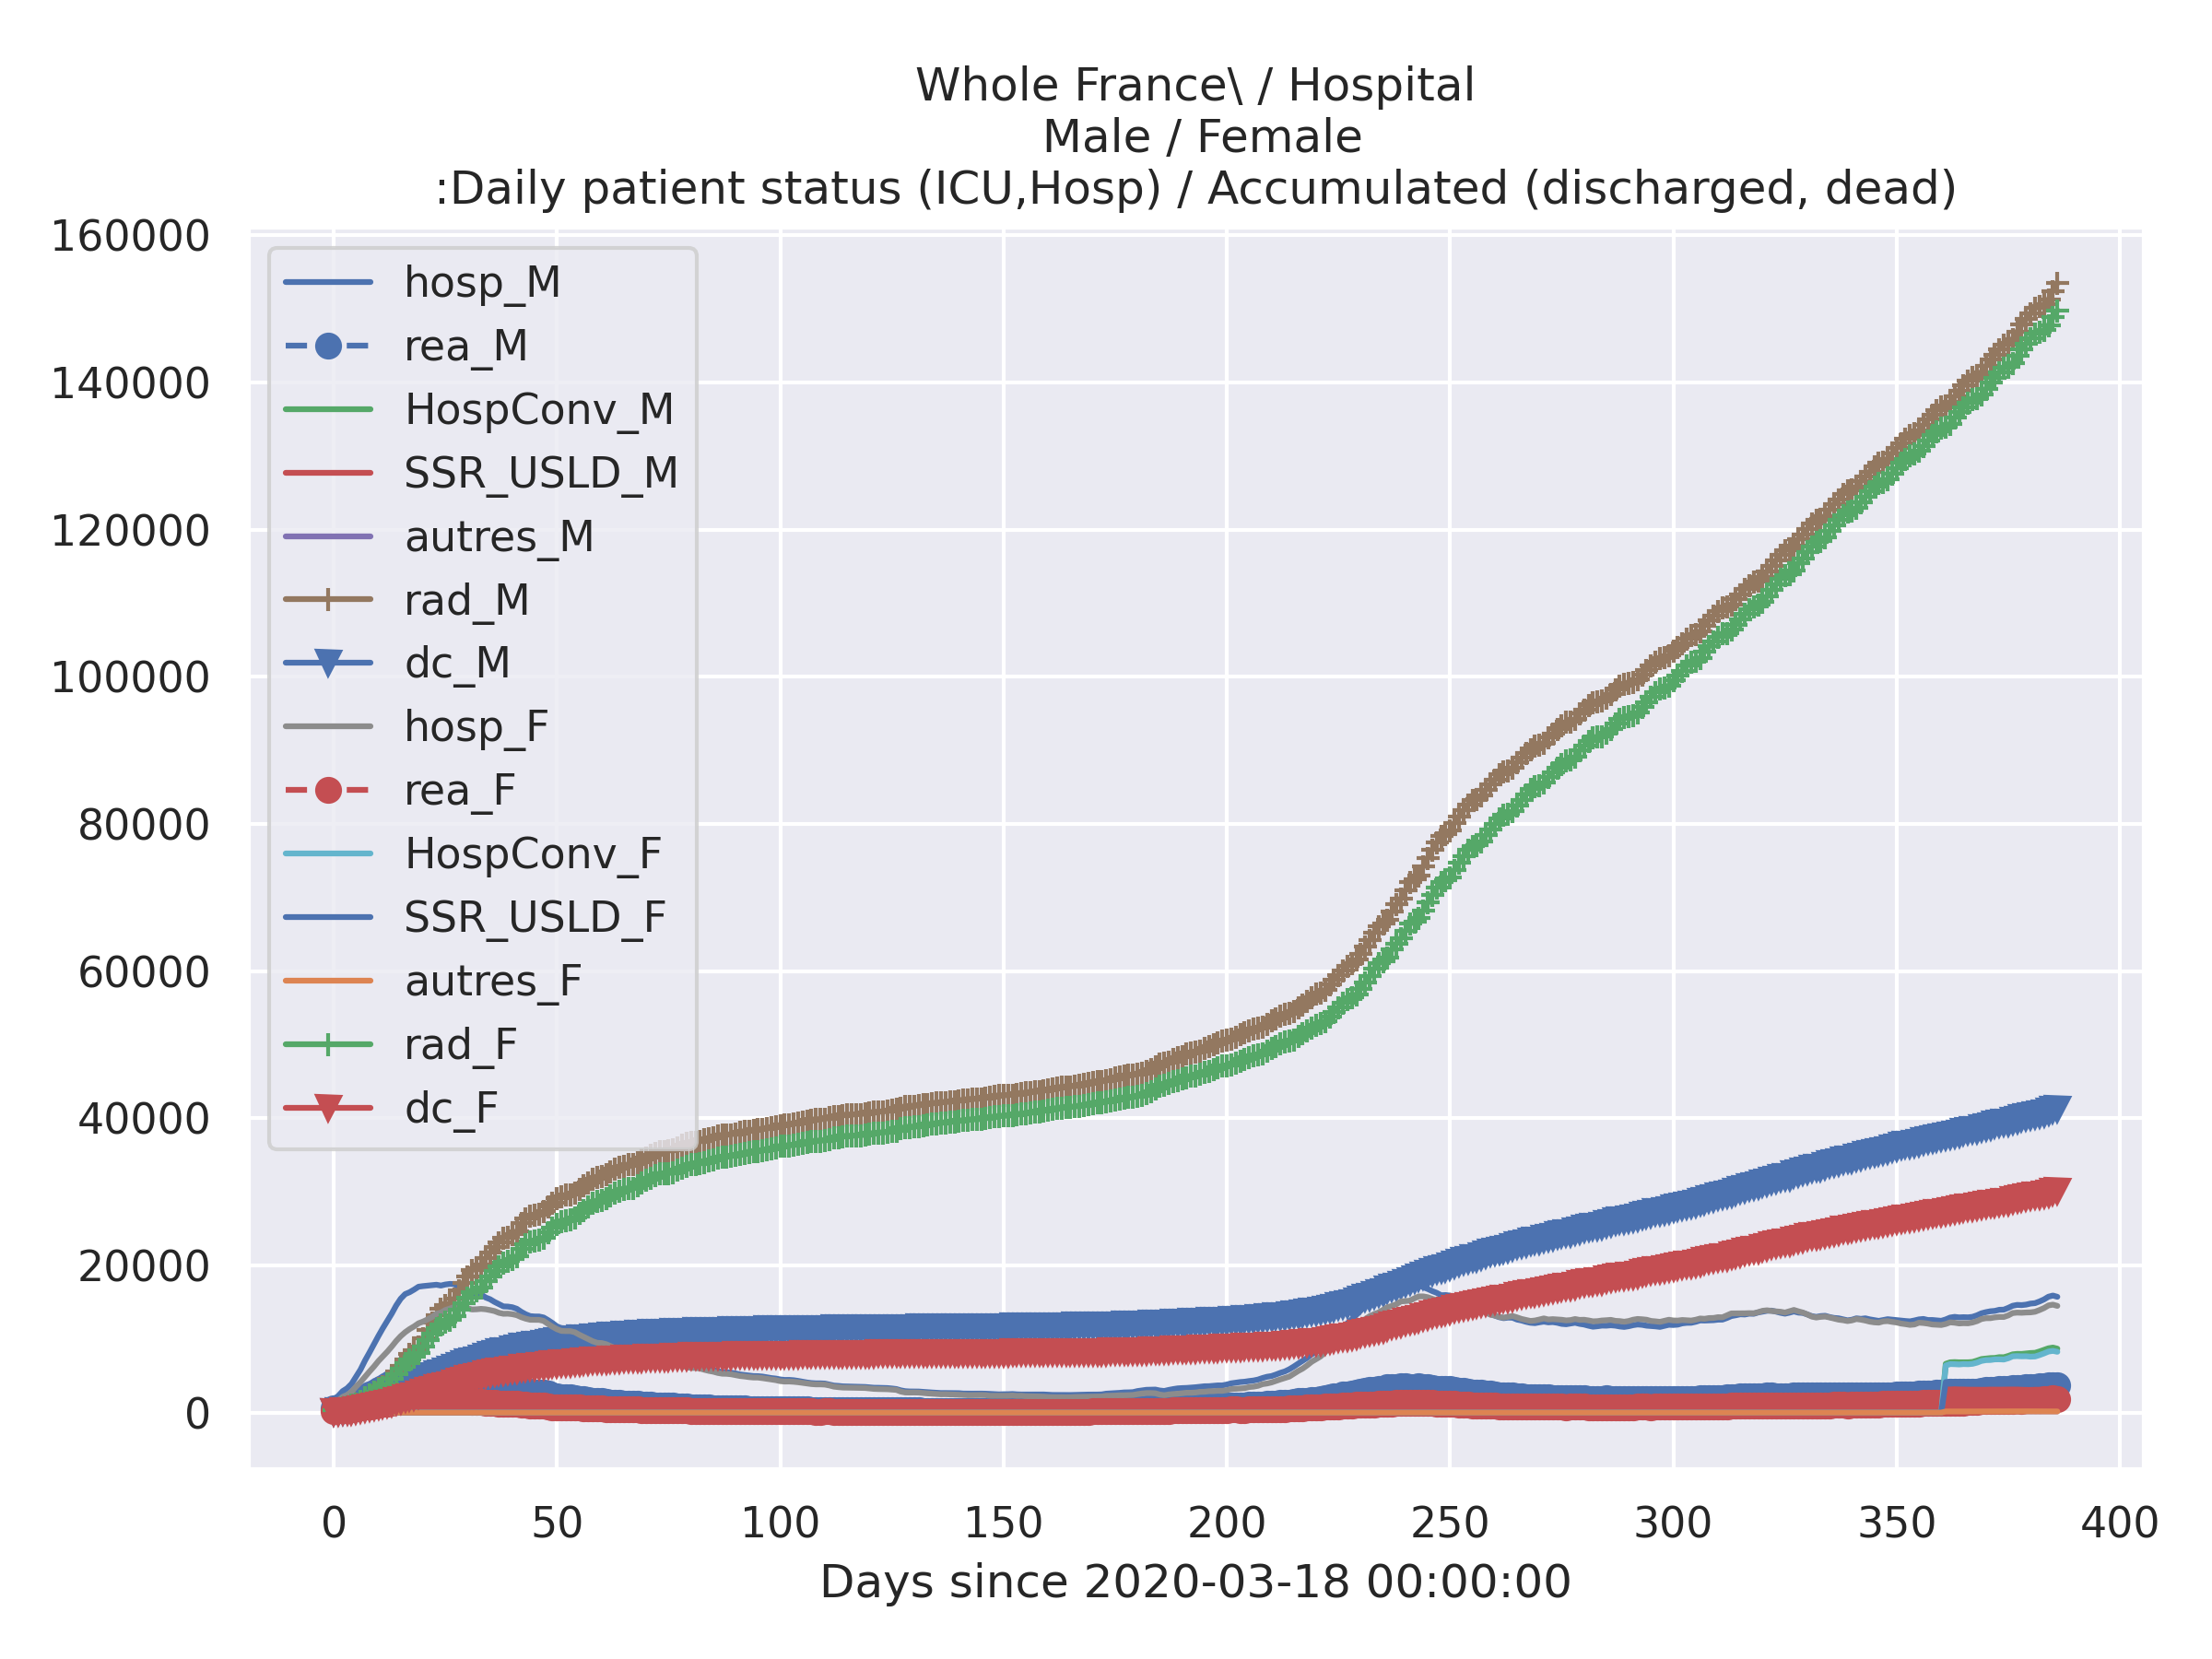 Whole France\ / Hospital
Male / Female
:Daily patient status (ICU,Hosp) / Accumulated (discharged, dead)
160000
140000
120000
100000
80000
60000
40000
20000
0
hosp_M
rea_M
HospConv_M
SSR_USLD_M
autres_M
rad_M
dc_M
hosp_F
rea_F
HospConv_F
SSR_USLD_F
autres_F
rad_F
dc_F
0 50 100 150 200 250 300 350 400
Days since 2020-03-18 00:00:00